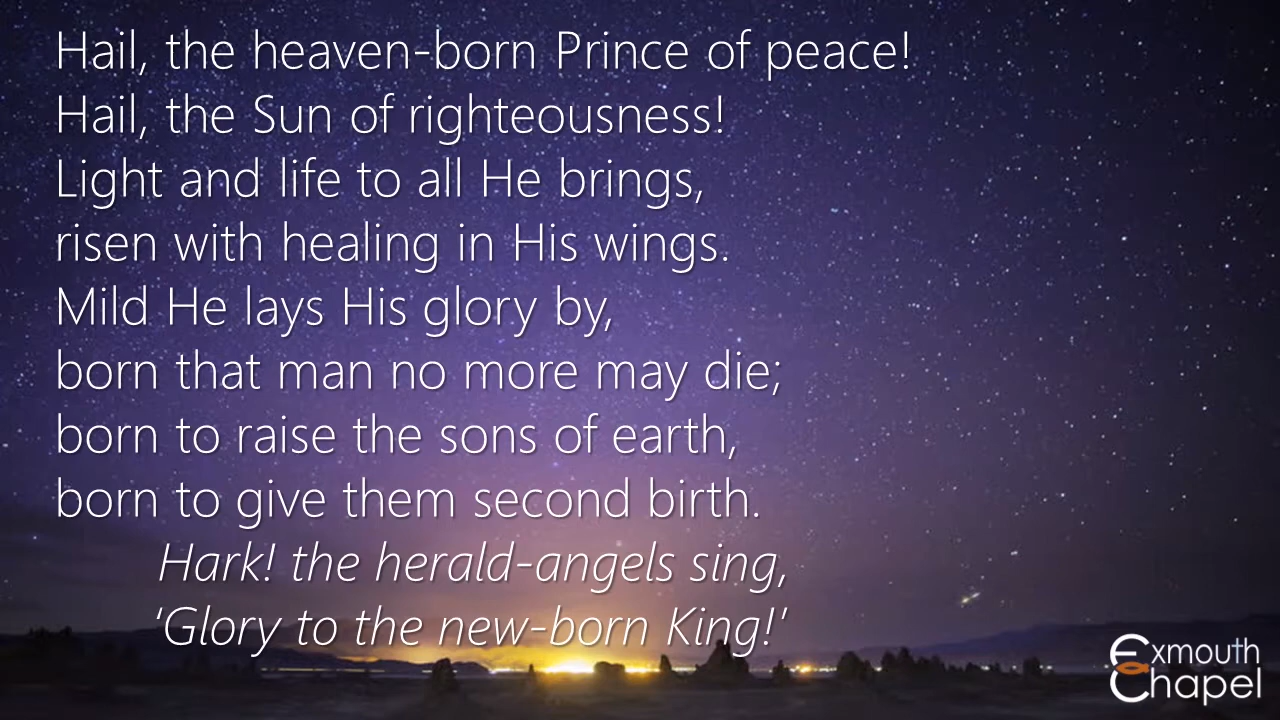 Hail, the heaven-born Prince of peace!
Hail, the Sun of righteousness!
Light and life to all He brings,
risen with healing in His wings.
Mild He lays His glory by,
born that man no more may die;
born to raise the sons of earth,
born to give them second birth.
Hark! the herald-angels sing,
‘Glory to the new-born King!’
Exmouth
Chapel